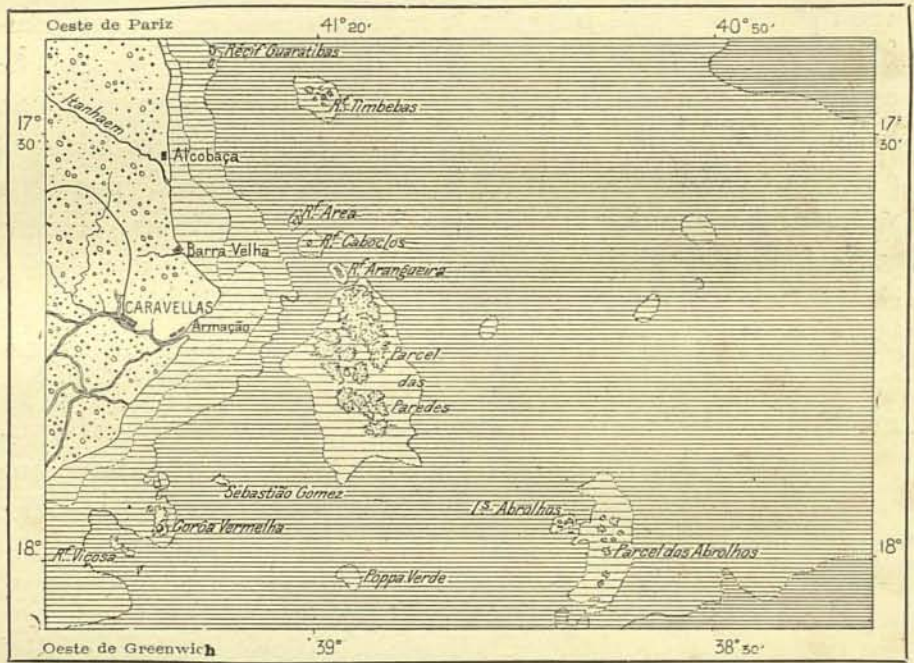 Oeste de Pariz
41° 20'
40° 50'
Récif Guaratibas
Rf. Timbebas
Itanhaem
17° 30'
17° 30'
Alcobaça
Rf. Area
Barra Velha
Rf. Caboclos
Rf. Arangueira
CARAVELLAS
Armação
Parcel
das
Paredes
Sebastião Gomez
Is. Abrolhos
Corôa Vermelha
Rf. Viçosa
Parcel das Abrolhos
18°
18°
Poppa Verde
Oeste de Greenwich
39°
38° 30'